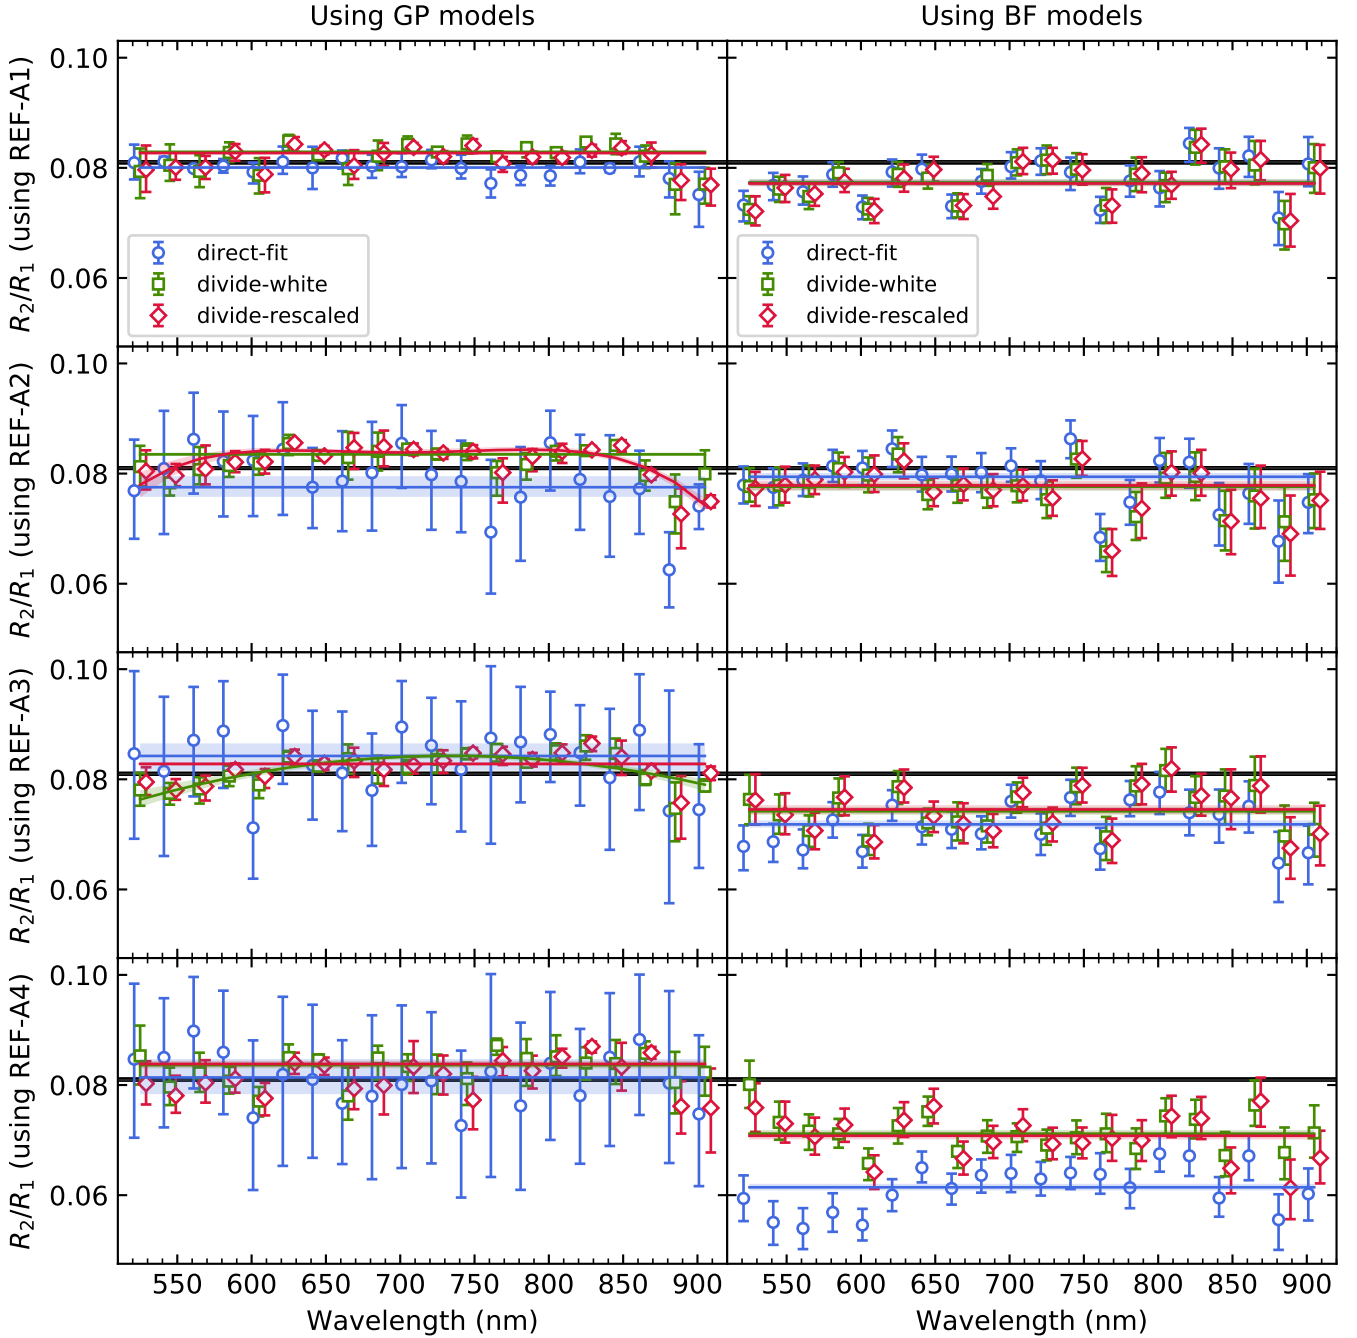 Using GP models
Using BF models
R₂/R₁ (using REF-A1)
0.10
0.08
0.06
direct-fit
divide-white
divide-rescaled
direct-fit
divide-white
divide-rescaled
R₂/R₁ (using REF-A2)
0.10
0.08
0.06
R₂/R₁ (using REF-A3)
0.10
0.08
0.06
R₂/R₁ (using REF-A4)
0.10
0.08
0.06
550 600 650 700 750 800 850 900
550 600 650 700 750 800 850 900
Wavelength (nm)
Wavelength (nm)